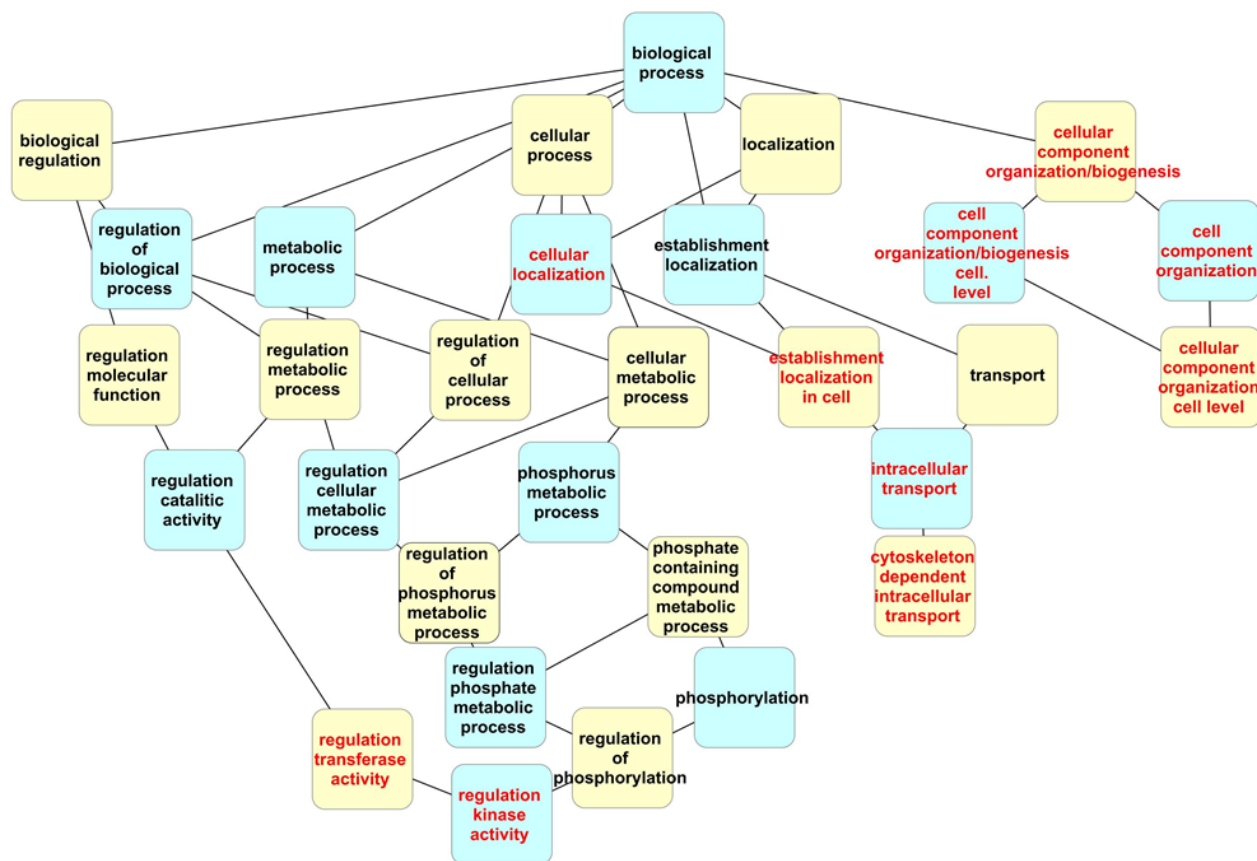 biological
process
biological
regulation
cellular
process
localization
cellular
component
organization/biogenesis
regulation
of
biological
process
metabolic
process
cellular
localization
establishment
localization
cell
component
organization/biogenesis
cell.
level
cell
component
organization
regulation
molecular
function
regulation
metabolic
process
regulation
of
cellular
process
cellular
metabolic
process
establishment
localization
in cell
transport
cellular
component
organization
cell level
regulation
catalitic
activity
regulation
cellular
metabolic
process
phosphorus
metabolic
process
intracellular
transport
regulation
of
phosphorus
metabolic
process
phosphate
containing
compound
metabolic
process
cytoskeleton
dependent
intracellular
transport
regulation
phosphate
metabolic
process
phosphorylation
regulation
transferase
activity
regulation
of
phosphorylation
regulation
kinase
activity